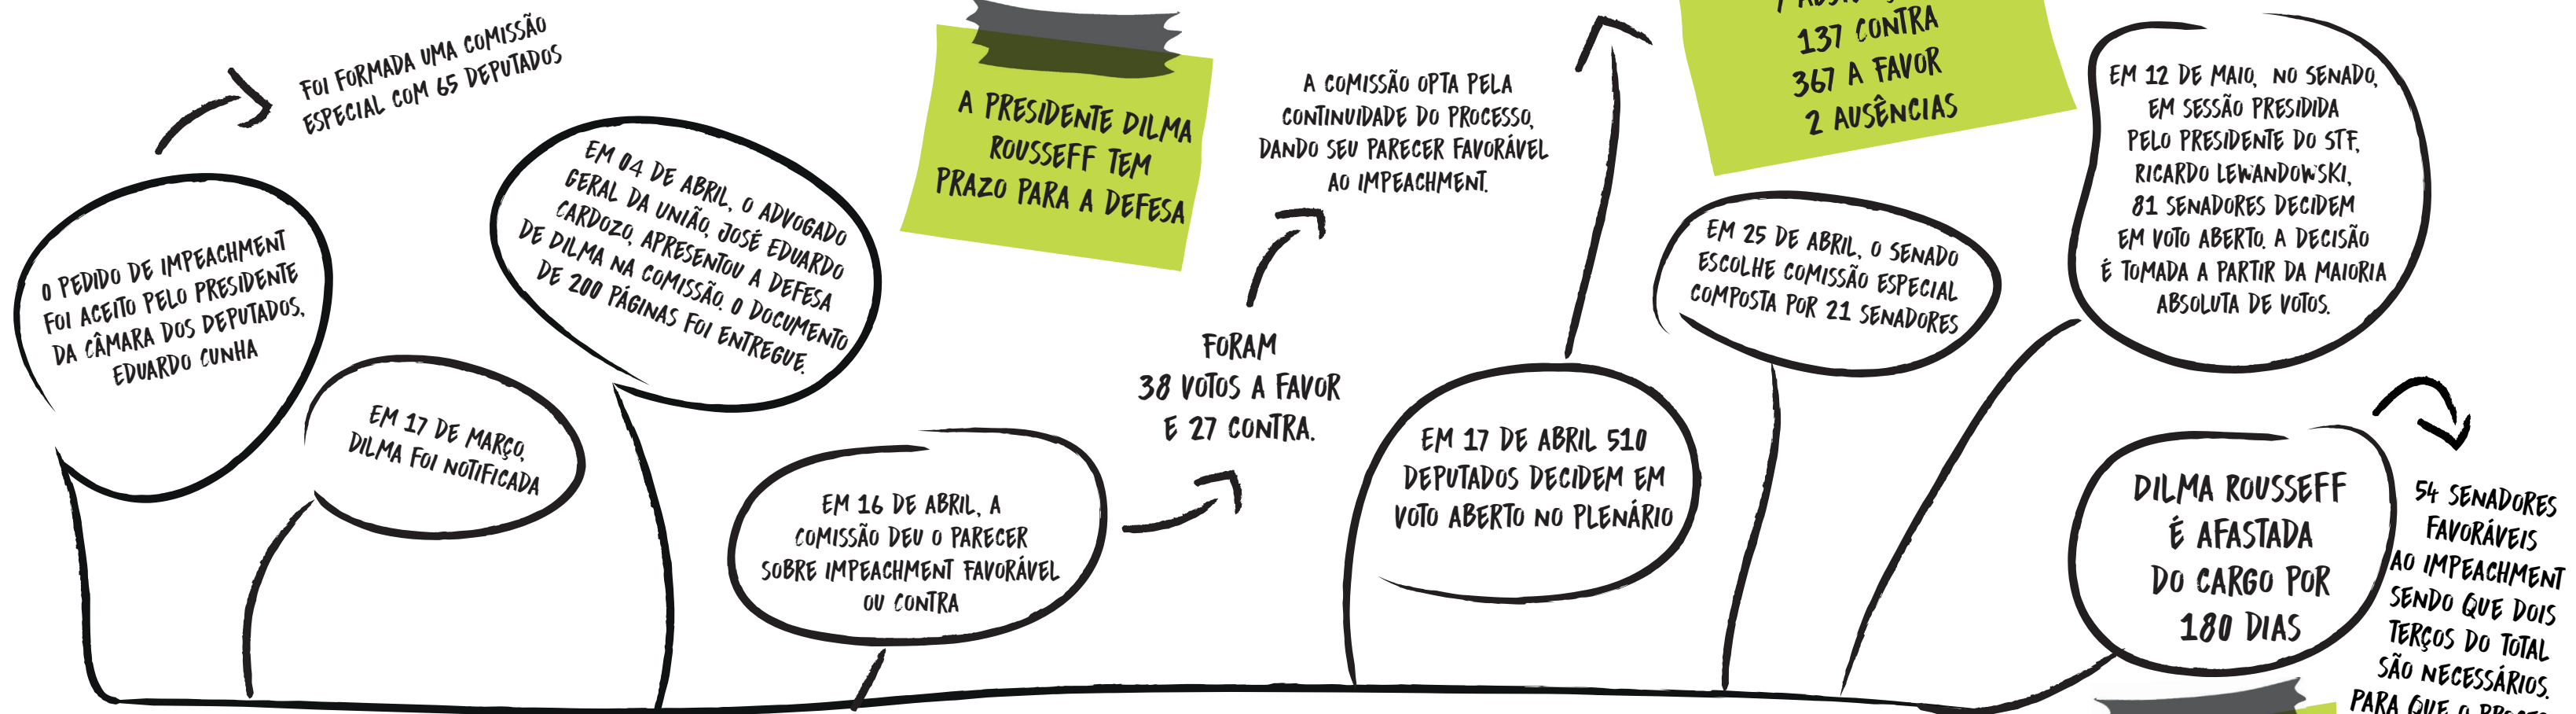 FOI FORMADA UMA COMISSÃO
ESPECIAL COM 65 DEPUTADOS
O PEDIDO DE IMPEACHMENT
FOI ACEITO PELO PRESIDENTE
DA CÂMARA DOS DEPUTADOS,
EDUARDO CUNHA
EM 17 DE MARÇO,
DILMA FOI NOTIFICADA
EM 04 DE ABRIL, O ADVOGADO
GERAL DA UNIÃO, JOSÉ EDUARDO
CARDOZO, APRESENTOU A DEFESA
DE DILMA NA COMISSÃO. O DOCUMENTO
DE 200 PÁGINAS FOI ENTREGUE.
A PRESIDENTE DILMA
ROUSSEFF TEM
PRAZO PARA A DEFESA
EM 16 DE ABRIL, A
COMISSÃO DEU O PARECER
SOBRE IMPEACHMENT FAVORÁVEL
OU CONTRA
FORAM
38 VOTOS A FAVOR
E 27 CONTRA.
A COMISSÃO OPTA PELA
CONTINUIDADE DO PROCESSO,
DANDO SEU PARECER FAVORÁVEL
AO IMPEACHMENT.
EM 17 DE ABRIL 510
DEPUTADOS DECIDEM EM
VOTO ABERTO NO PLENÁRIO
137 CONTRA
367 A FAVOR
2 AUSÊNCIAS
EM 25 DE ABRIL, O SENADO
ESCOLHE COMISSÃO ESPECIAL
COMPOSTA POR 21 SENADORES
EM 12 DE MAIO, NO SENADO,
EM SESSÃO PRESIDIDA
PELO PRESIDENTE DO STF,
RICARDO LEWANDOWSKI,
81 SENADORES DECIDEM
EM VOTO ABERTO. A DECISÃO
É TOMADA A PARTIR DA MAIORIA
ABSOLUTA DE VOTOS.
DILMA ROUSSEFF
É AFASTADA
DO CARGO POR
180 DIAS
54 SENADORES
FAVORÁVEIS
AO IMPEACHMENT
SENDO QUE DOIS
TERÇOS DO TOTAL
SÃO NECESSÁRIOS.
PARA QUE O